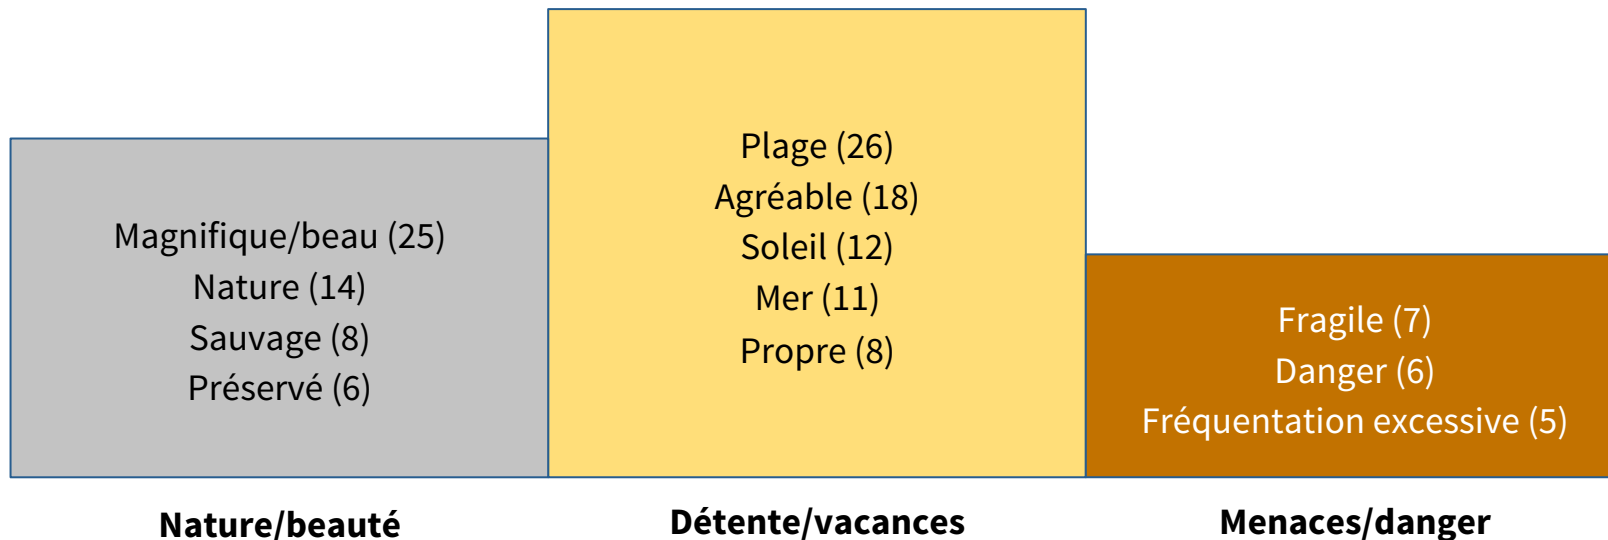 Magnifique/beau (25)
Nature (14)
Sauvage (8)
Préservé (6)
Nature/beauté
Plage (26)
Agréable (18)
Soleil (12)
Mer (11)
Propre (8)
Détente/vacances
Fragile (7)
Danger (6)
Fréquentation excessive (5)
Menaces/danger